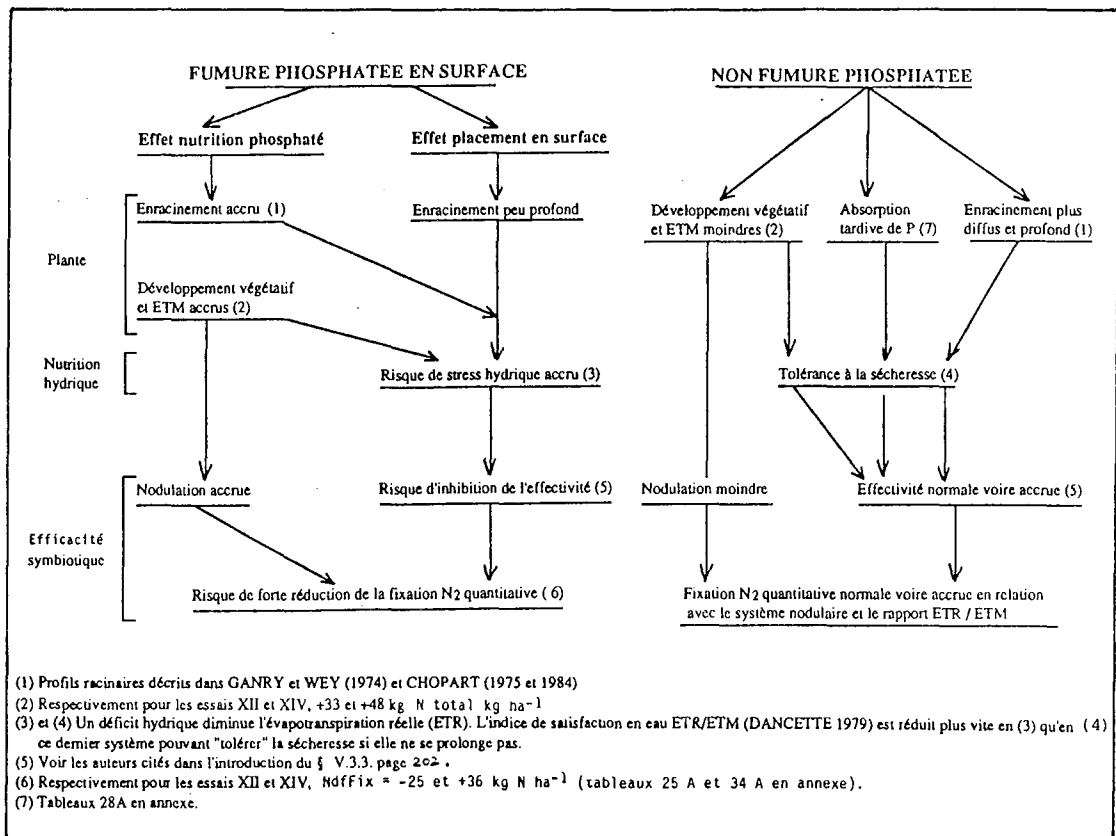 FUMURE PHOSPHATEE EN SURFACE
NON FUMURE PHOSPHATEE
Effet nutrition phosphaté
Effet placement en surface
Plante
Enracinement accru (1)
Enracinement peu profond
Développement végétatif
et ETM moindres (2)
Absorption
tardive de P (7)
Enracinement plus
diffus et profond (1)
Développement végétatif
et ETM accrus (2)
Nutrition
hydrique
Risque de stress hydrique accru (3)
Tolérance à la sécheresse (4)
Efficacité
symbiotique
Nodulation accrue
Risque d'inhibition de l'effectivité (5)
Nodulation moindre
Effectivité normale voire accrue (5)
Risque de forte réduction de la fixation N2 quantitative (6)
Fixation N2 quantitative normale voire accrue en relation
avec le système nodulaire et le rapport ETR / ETM
(1) Profils racinaires décrits dans GANRY et WEY (1974) et CHOPART (1975 et 1984)
(2) Respectivement pour les essais XII et XIV, +33 et +48 kg N total kg ha-1
(3) et (4) Un déficit hydrique diminue l'évapotranspiration réelle (ETR). L'indice de satisfaction en eau ETR/ETM (DANCETTE 1979) est réduit plus vite en (3) qu'en (4)
ce dernier système pouvant "tolérer" la sécheresse si elle ne se prolonge pas.
(5) Voir les auteurs cités dans l'introduction du § V.3.3. page 202.
(6) Respectivement pour les essais XII et XIV, NdfFix = -25 et +36 kg N ha-1 (tableaux 25 A et 34 A en annexe).
(7) Tableaux 28A en annexe.